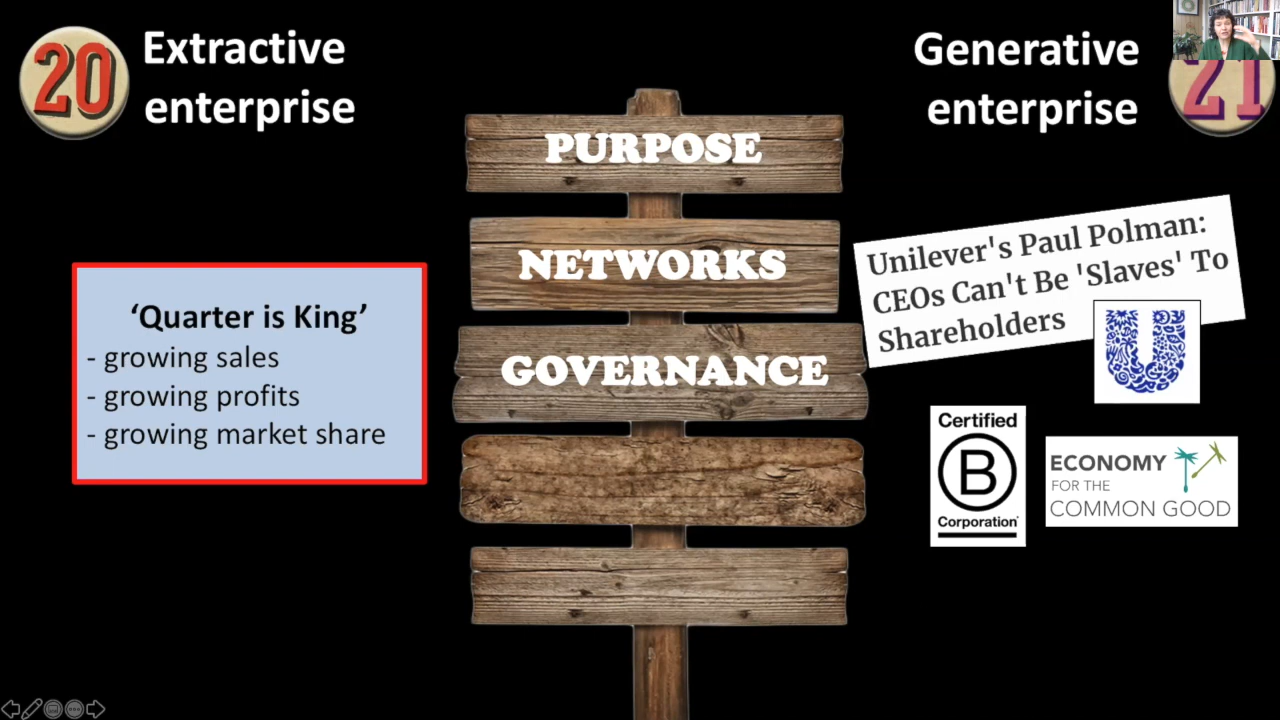 20
Extractive
enterprise
Generative
enterprise
21
PURPOSE
NETWORKS
GOVERNANCE
‘Quarter is King’
- growing sales
- growing profits
- growing market share
Unilever's Paul Polman:
CEOs Can't Be 'Slaves' To
Shareholders
U
Certified
B
Corporation
ECONOMY
FOR THE
COMMON GOOD